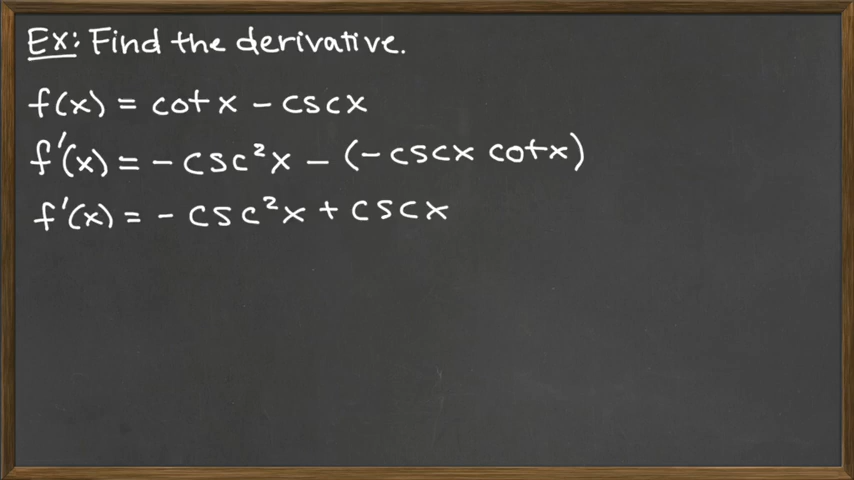 Ex: Find the derivative.
f(x) = cot x - csc x
f'(x) = - csc²x - (- csc x cot x)
f'(x) = - csc²x + csc x